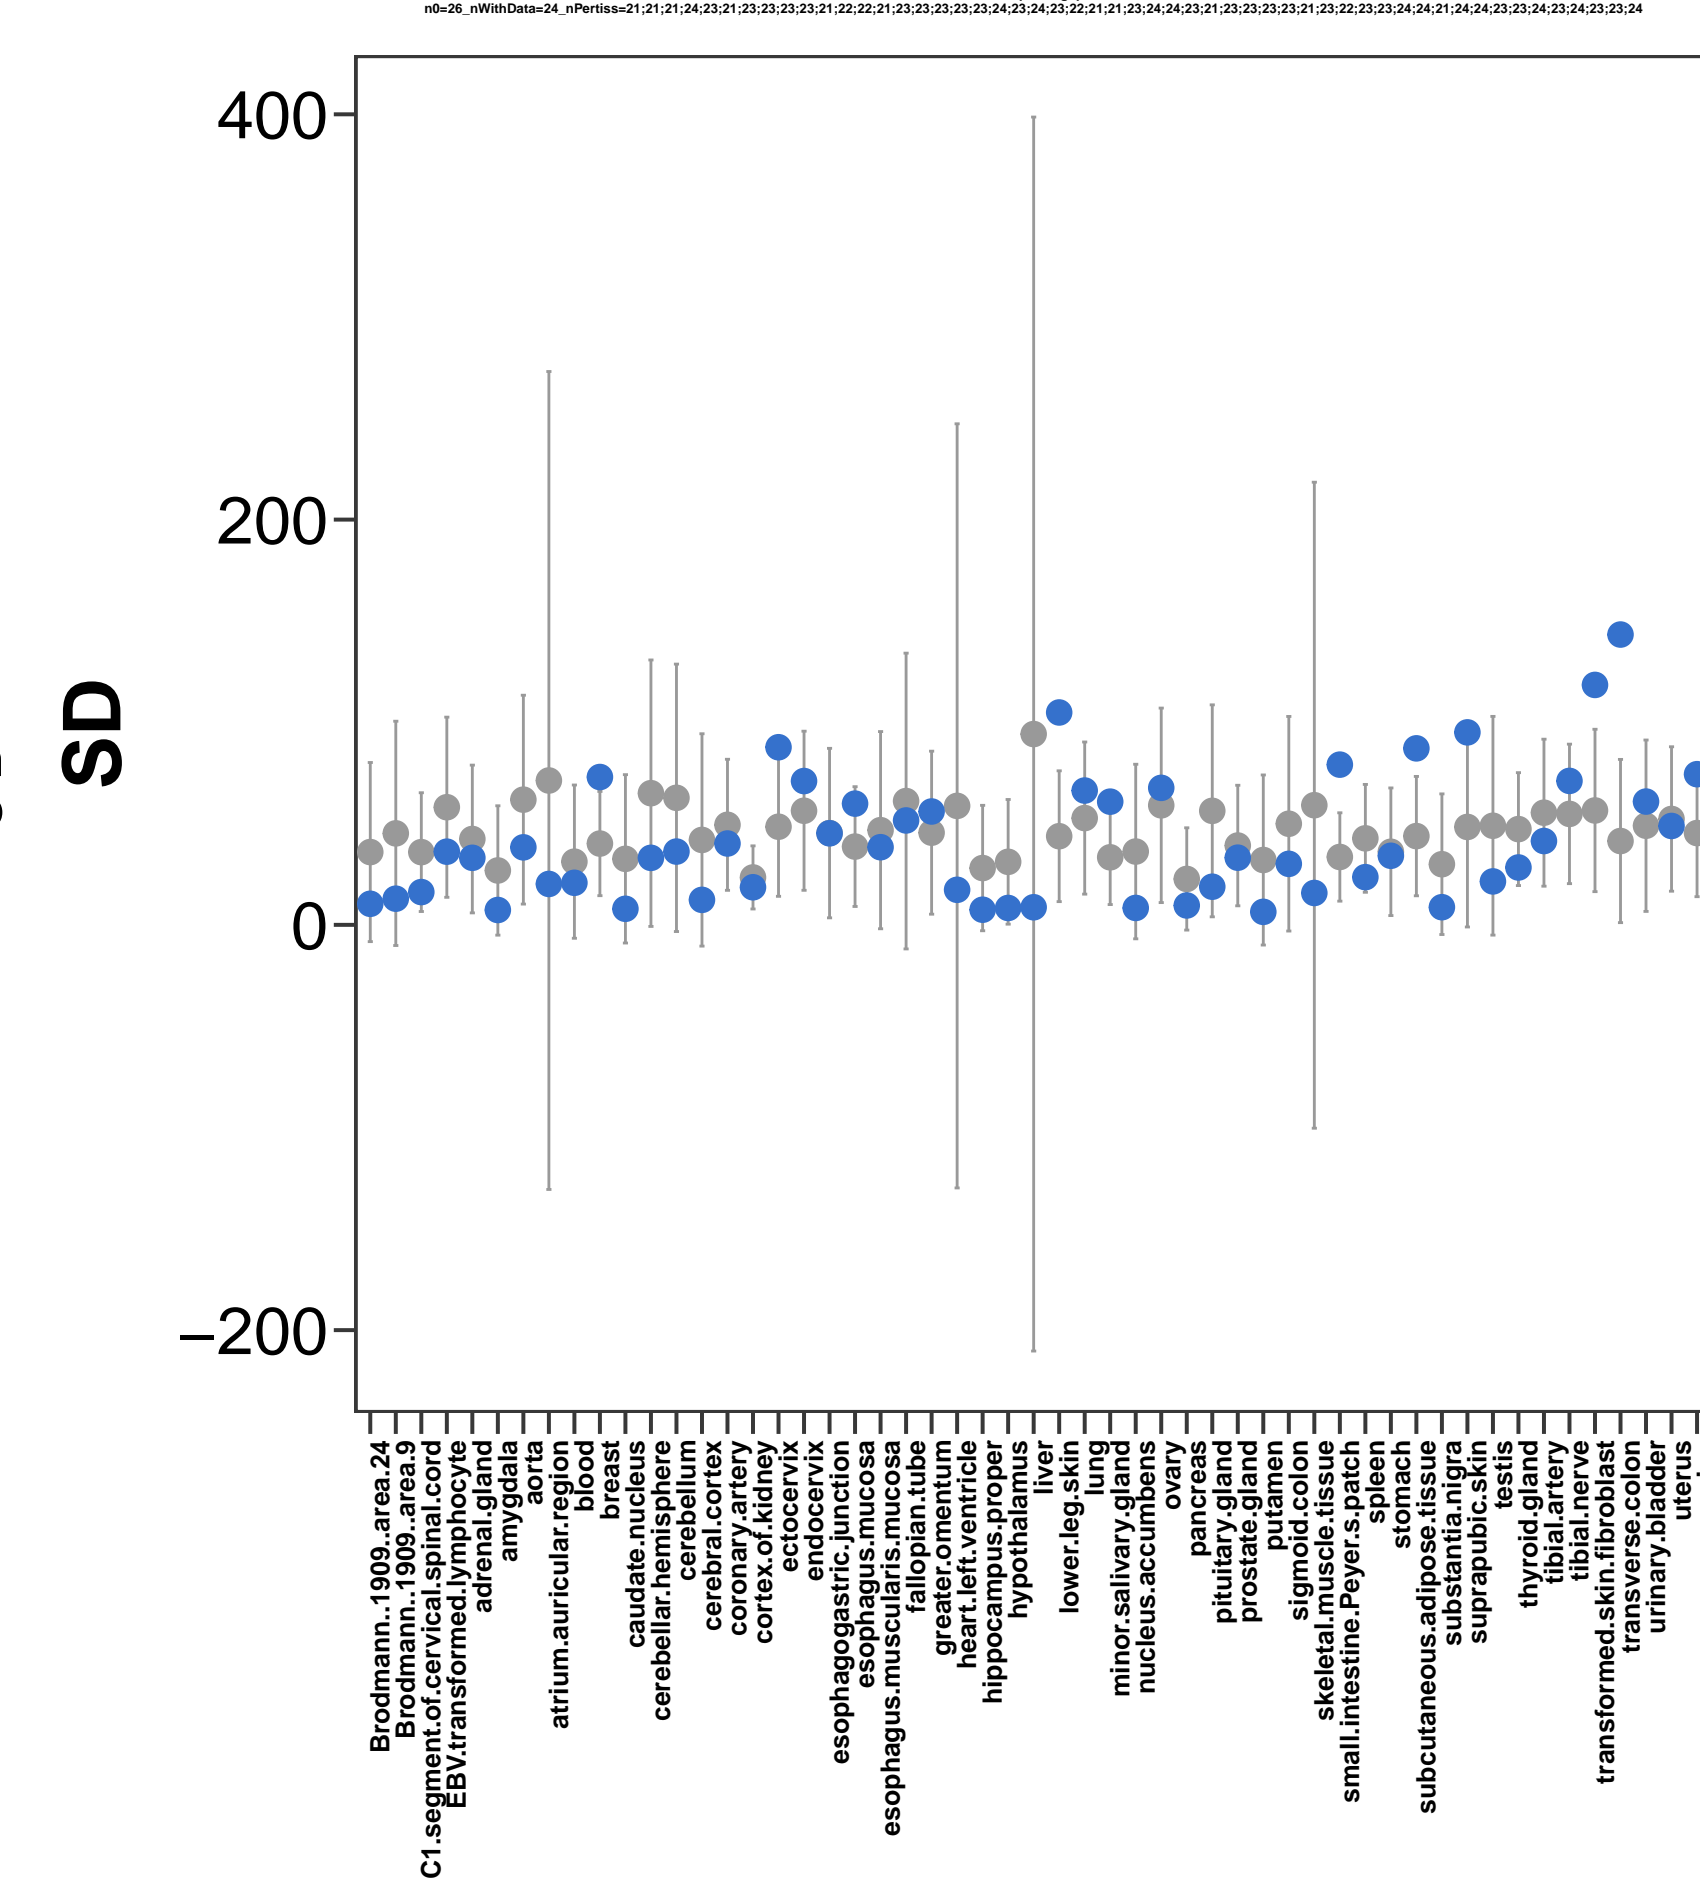 n0=26_nWithData=24_nPertiss=21;21;21;24;23;21;23;23;23;23;21;22;22;21;23;23;23;23;23;24;23;24;23;22;21;21;23;24;24;23;21;23;23;23;23;21;23;22;23;23;24;24;21;24;24;23;23;24;23;24;23;23;24
400
200
0
–200
SD
Brodmann..1909..area.24
Brodmann..1909..area.9
C1.segment.of.cervical.spinal.cord
EBV.transformed.lymphocyte
adrenal.gland
amygdala
aorta
atrium.auricular.region
blood
breast
caudate.nucleus
cerebellar.hemisphere
cerebellum
cerebral.cortex
coronary.artery
cortex.of.kidney
ectocervix
endocervix
esophagogastric.junction
esophagus.mucosa
esophagus.muscularis.mucosa
fallopian.tube
greater.omentum
heart.left.ventricle
hippocampus.proper
hypothalamus
liver
lower.leg.skin
lung
minor.salivary.gland
nucleus.accumbens
ovary
pancreas
pituitary.gland
prostate.gland
putamen
sigmoid.colon
skeletal.muscle.tissue
small.intestine.Peyer.s.patch
spleen
stomach
subcutaneous.adipose.tissue
substantia.nigra
suprapubic.skin
testis
thyroid.gland
tibial.artery
tibial.nerve
transformed.skin.fibroblast
transverse.colon
urinary.bladder
uterus